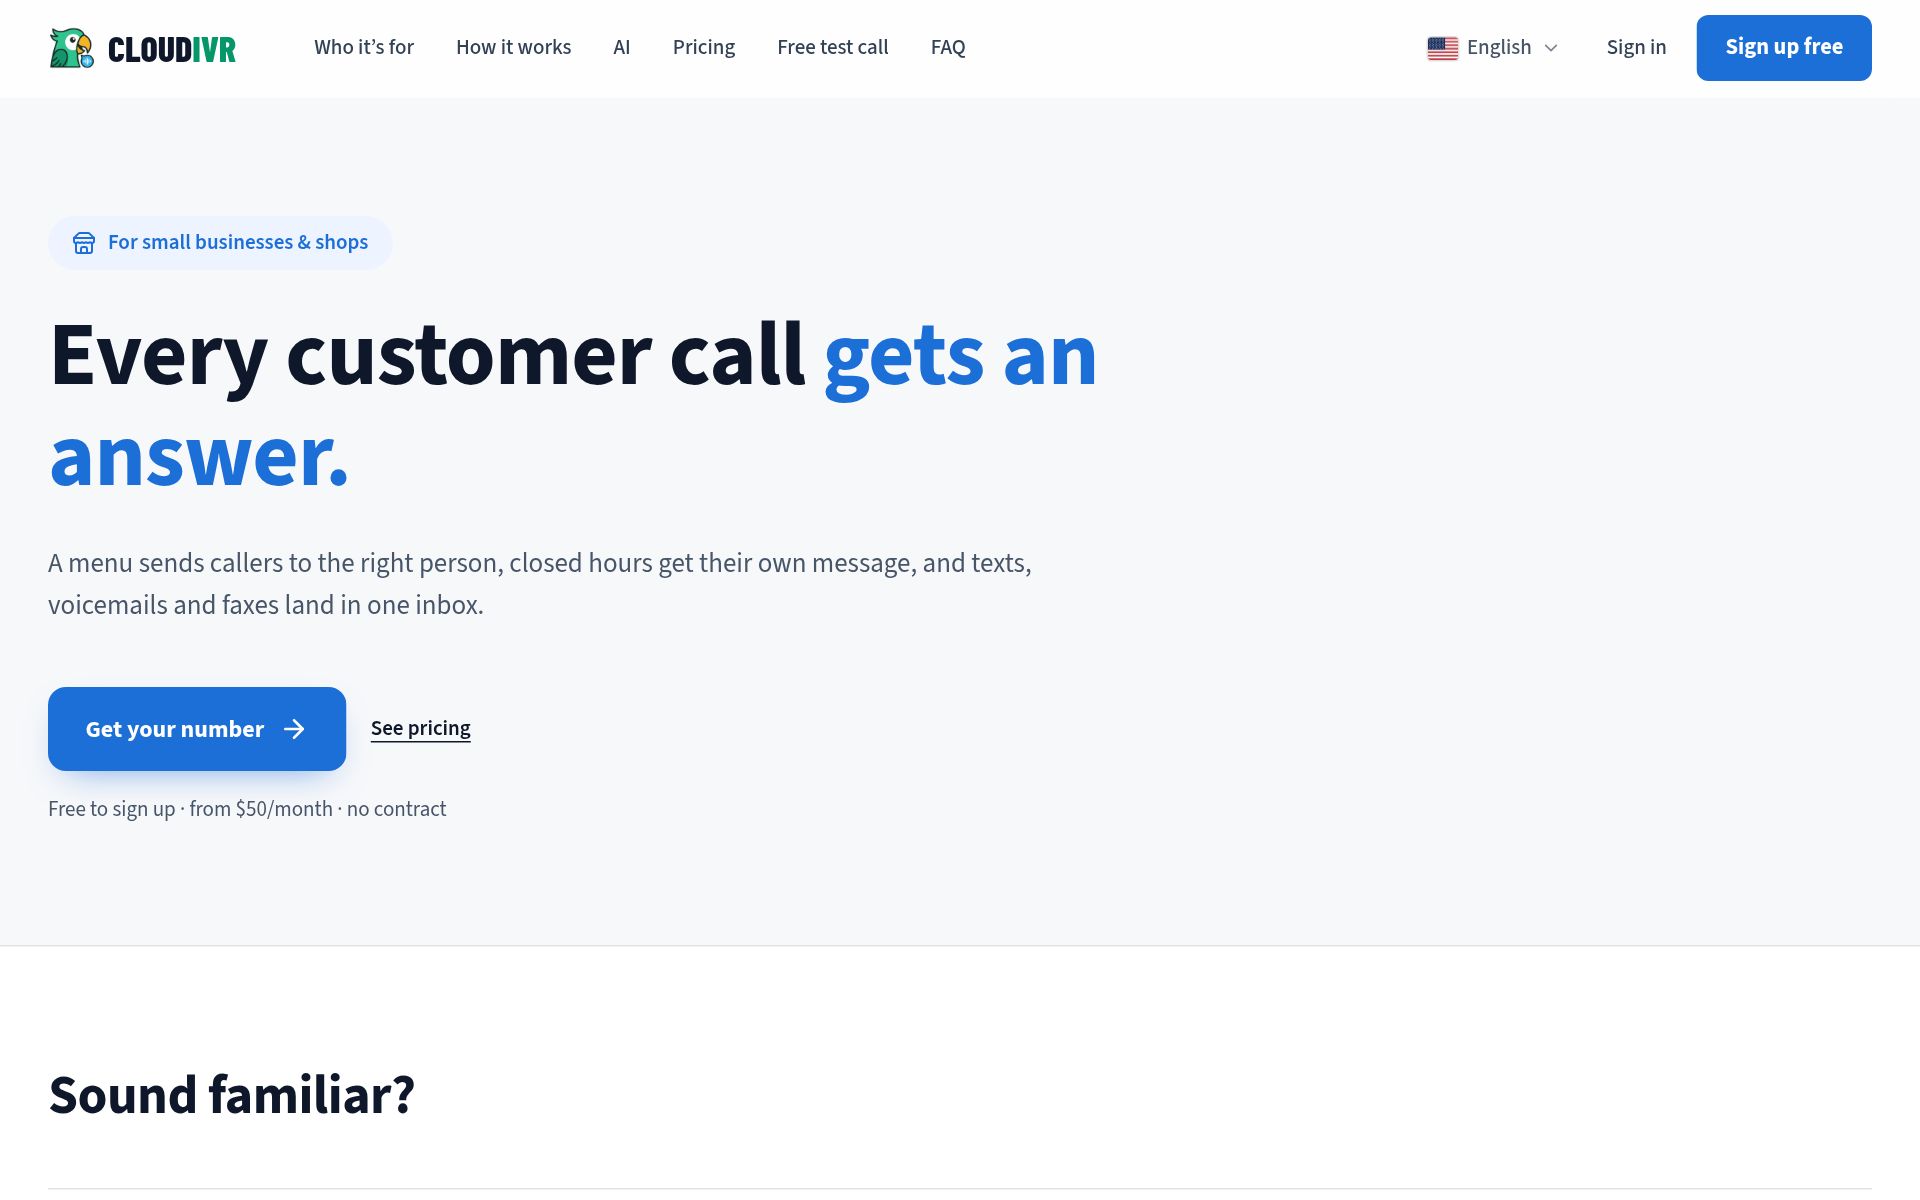 CLOUDIVR
Who it’s for
How it works
AI
Pricing
Free test call
FAQ
English
Sign in
Sign up free
For small businesses & shops
Every customer call gets an
answer.
A menu sends callers to the right person, closed hours get their own message, and texts,
voicemails and faxes land in one inbox.
Get your number
See pricing
Free to sign up · from $50/month · no contract
Sound familiar?